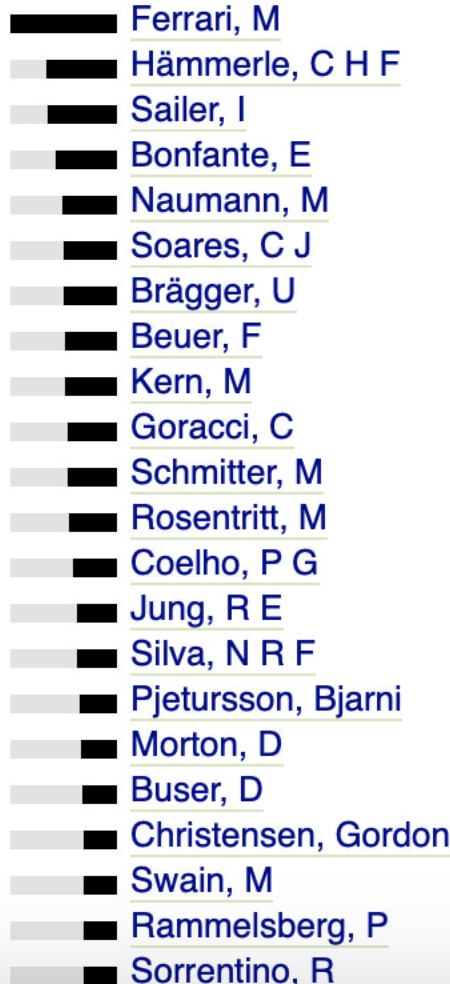 Ferrari, M
Hämmerle, C H F
Sailer, I
Bonfante, E
Naumann, M
Soares, C J
Brägger, U
Beuer, F
Kern, M
Goracci, C
Schmitter, M
Rosentritt, M
Coelho, P G
Jung, R E
Silva, N R F
Pjetursson, Bjarni
Morton, D
Buser, D
Christensen, Gordon
Swain, M
Rammelsberg, P
Sorrentino, R